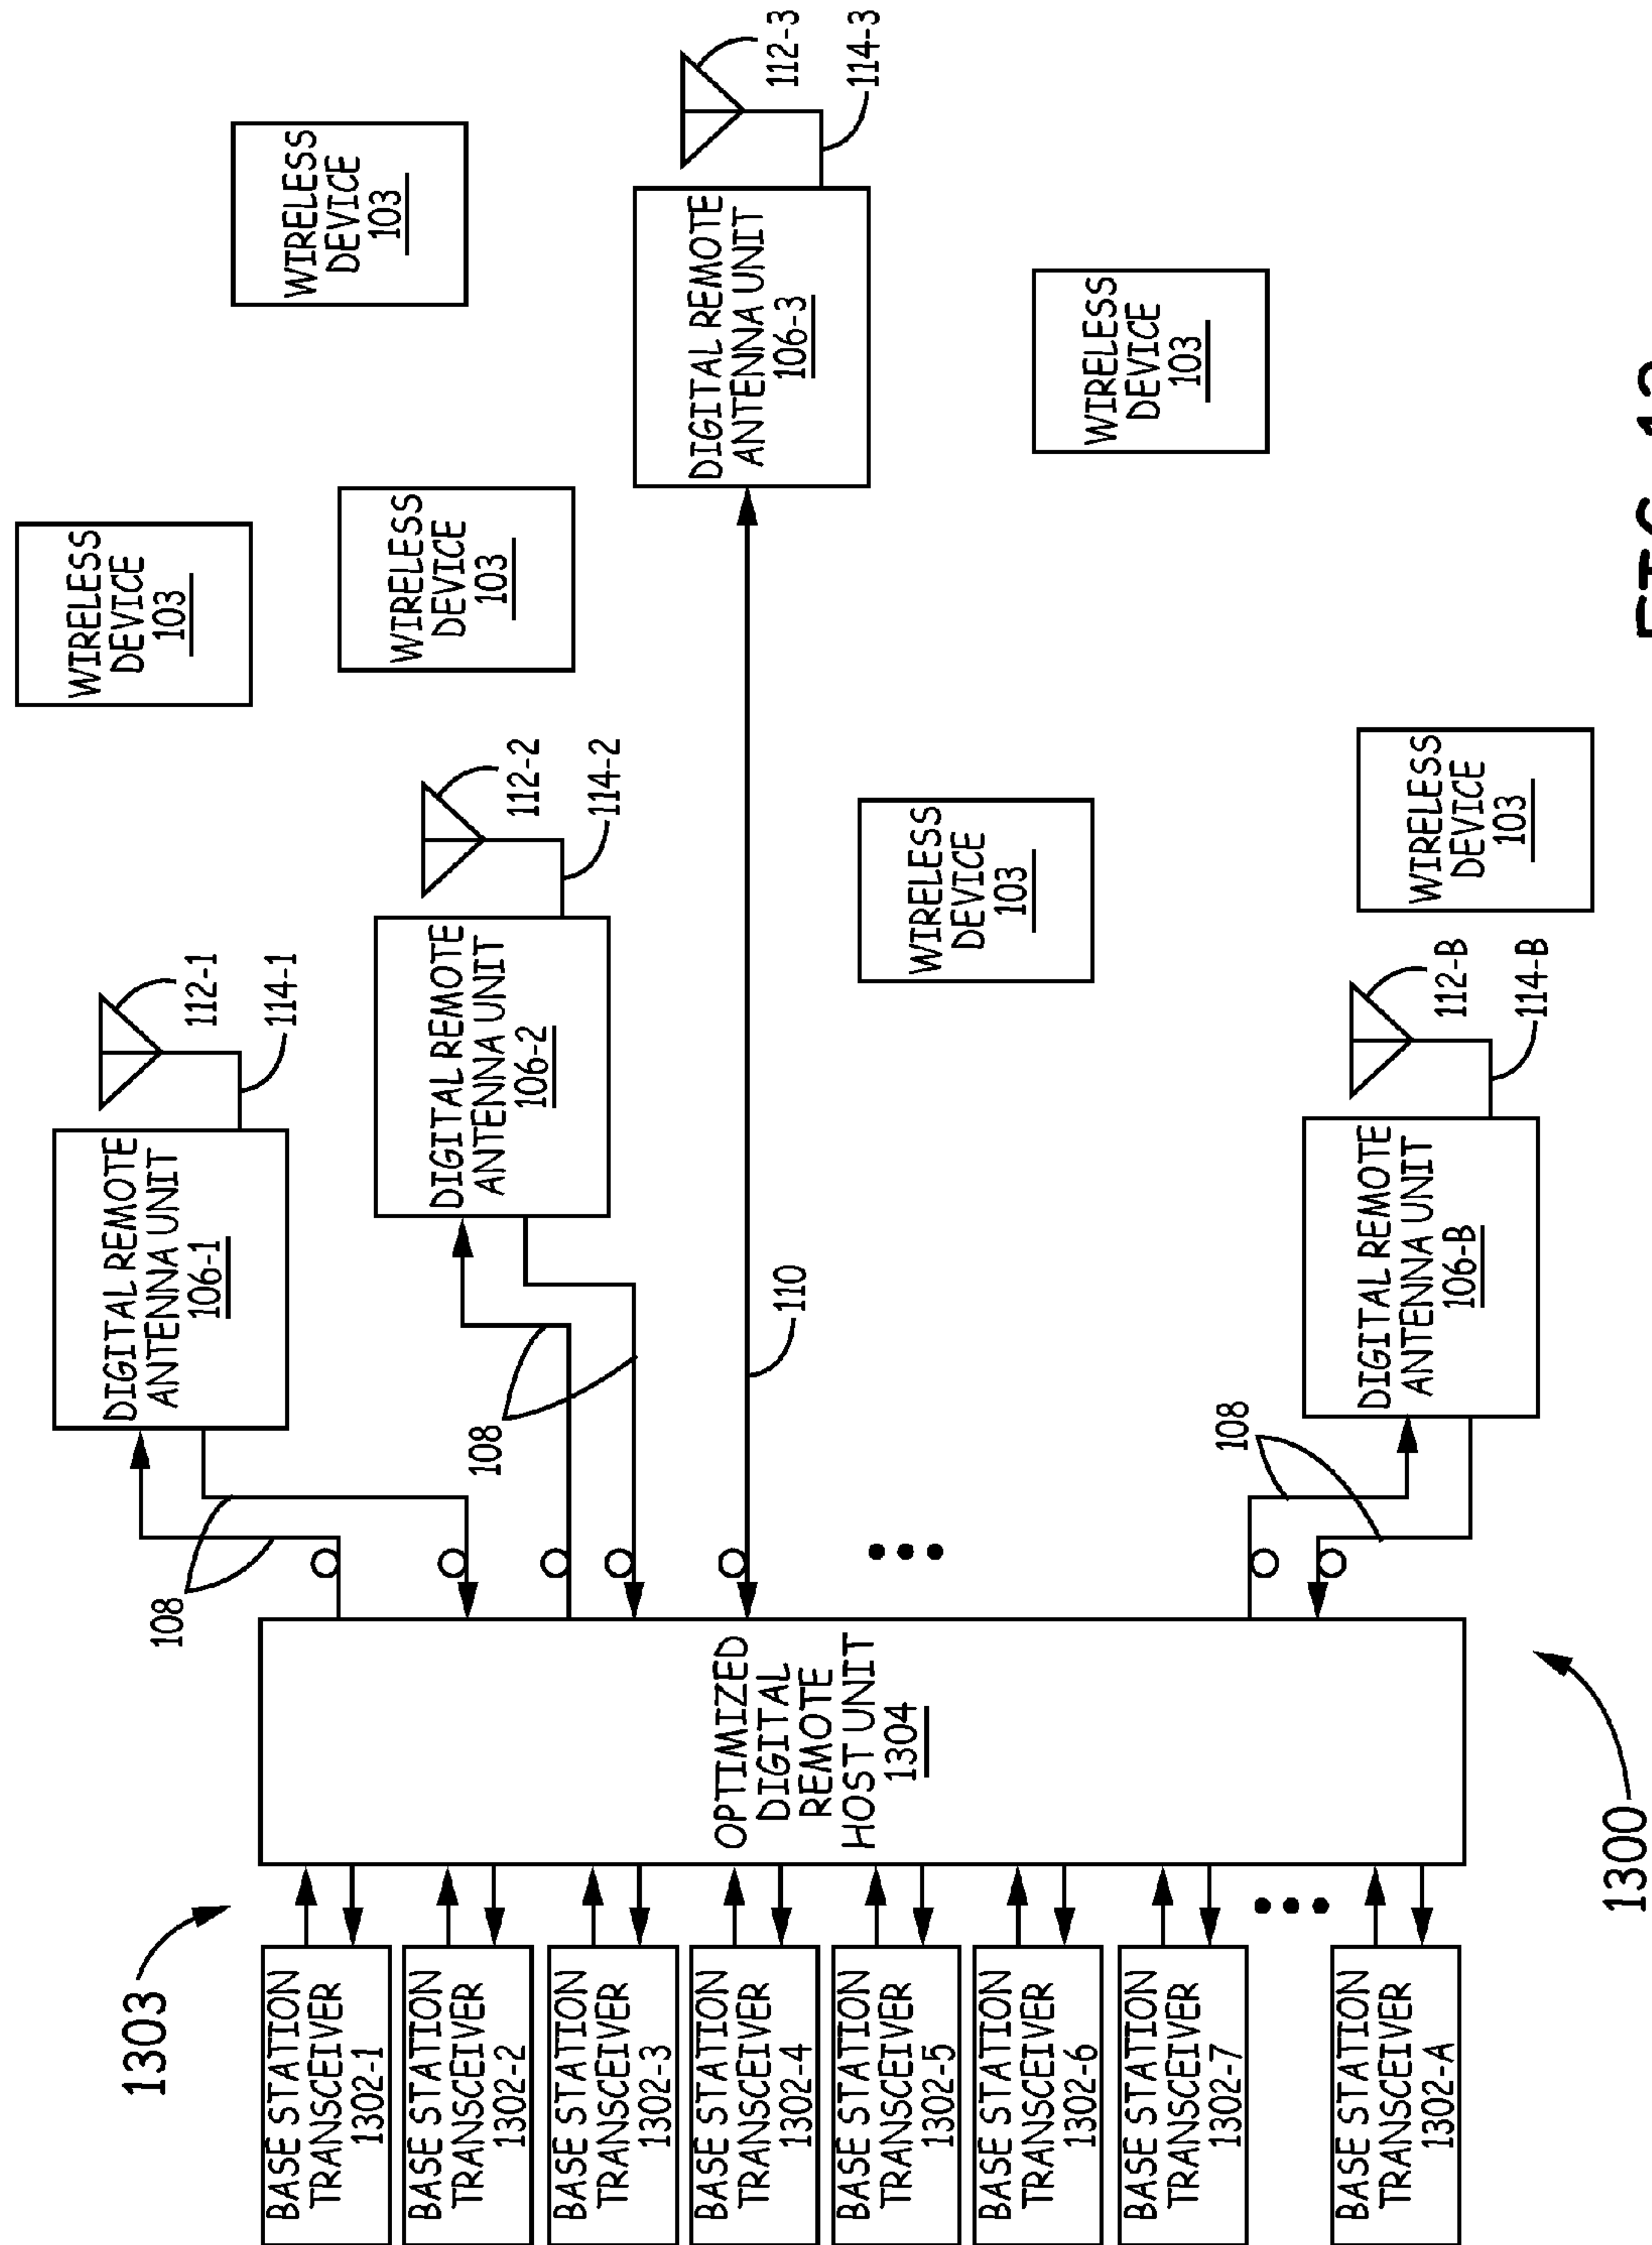 1303
BASE STATION
TRANSCEIVER
1302-1
BASE STATION
TRANSCEIVER
1302-2
BASE STATION
TRANSCEIVER
1302-3
BASE STATION
TRANSCEIVER
1302-4
BASE STATION
TRANSCEIVER
1302-5
BASE STATION
TRANSCEIVER
1302-6
BASE STATION
TRANSCEIVER
1302-7
BASE STATION
TRANSCEIVER
1302-A
OPTIMIZED
DIGITAL
REMOTE
HOST UNIT
1304
108
108
110
108
DIGITAL REMOTE
ANTENNA UNIT
106-1
112-1
114-1
DIGITAL REMOTE
ANTENNA UNIT
106-2
112-2
114-2
DIGITAL REMOTE
ANTENNA UNIT
106-3
112-3
114-3
DIGITAL REMOTE
ANTENNA UNIT
106-B
112-B
114-B
WIRELESS
DEVICE
103
WIRELESS
DEVICE
103
WIRELESS
DEVICE
103
WIRELESS
DEVICE
103
WIRELESS
DEVICE
103
WIRELESS
DEVICE
103
1300